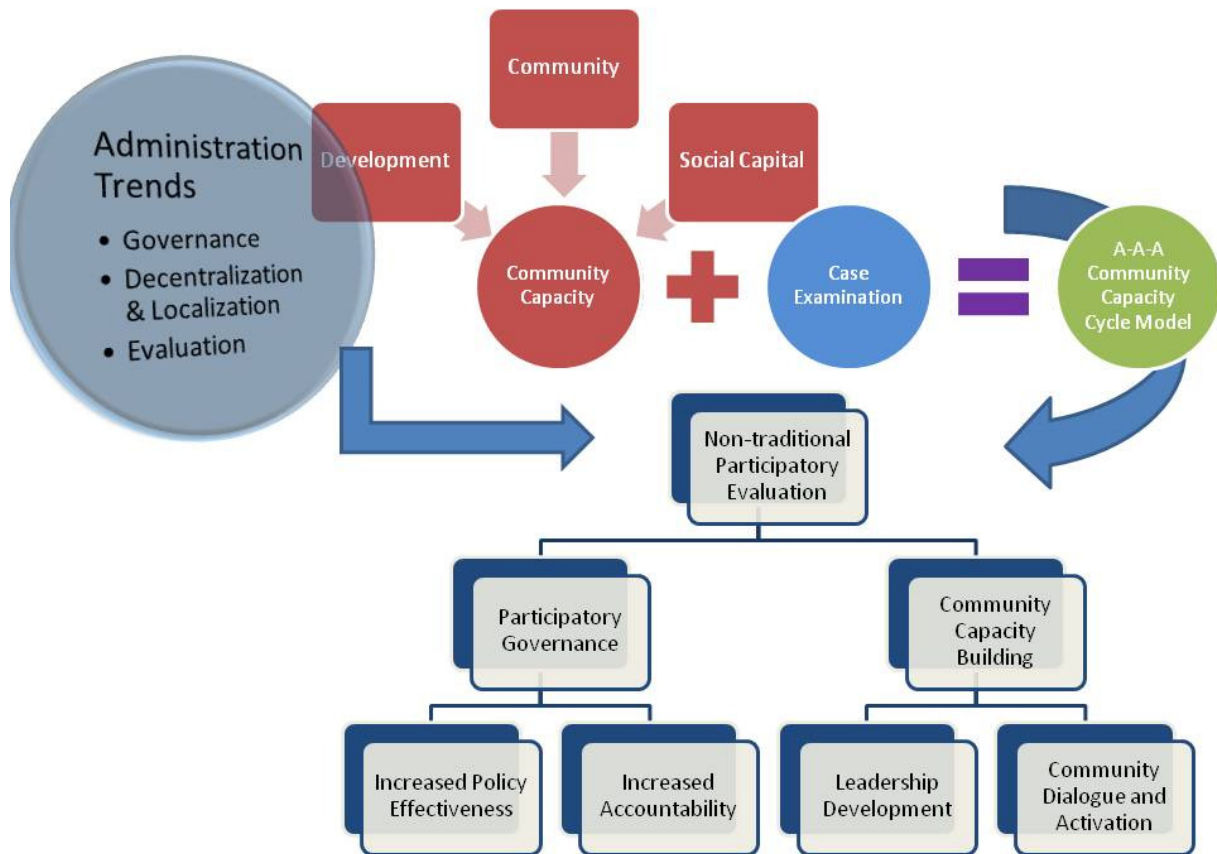 Administration
Trends
• Governance
• Decentralization
& Localization
• Evaluation
Development
Community
Social Capital
Community
Capacity
Case
Examination
A-A-A
Community
Capacity
Cycle Model
Non-traditional
Participatory
Evaluation
Participatory
Governance
Community
Capacity
Building
Increased Policy
Effectiveness
Increased
Accountability
Leadership
Development
Community
Dialogue and
Activation